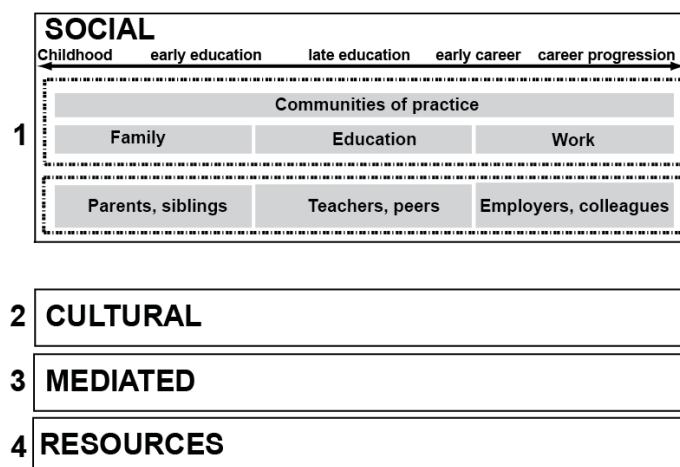 SOCIAL
Childhood early education late education early career career progression
1
Communities of practice
Family Education Work
Parents, siblings Teachers, peers Employers, colleagues
2 CULTURAL
3 MEDIATED
4 RESOURCES